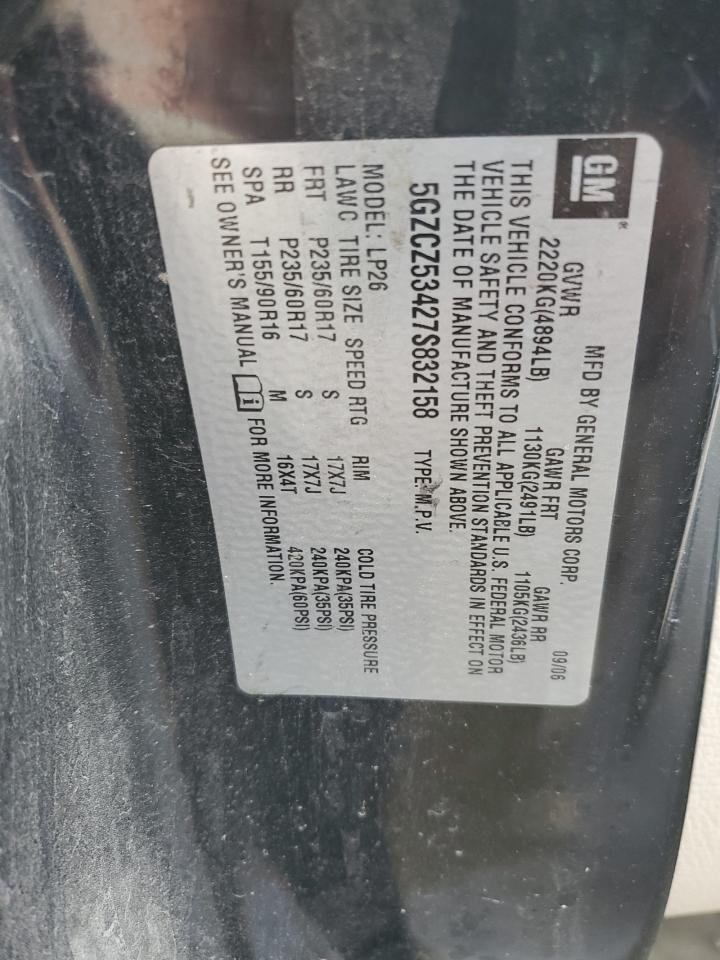 GM®
MFD BY GENERAL MOTORS CORP. 09/06
GVWR GAWR FRT GAWR RR
2220KG(4894LB) 1130KG(2491LB) 1105KG(2436LB)
THIS VEHICLE CONFORMS TO ALL APPLICABLE U.S. FEDERAL MOTOR
VEHICLE SAFETY AND THEFT PREVENTION STANDARDS IN EFFECT ON
THE DATE OF MANUFACTURE SHOWN ABOVE.
5GZCZ53427S832158 TYPE:M.P.V.
MODEL: LP26
LAWC TIRE SIZE SPEED RTG RIM COLD TIRE PRESSURE
FRT P235/60R17 S 17X7J 240KPA(35PSI)
RR P235/60R17 S 17X7J 240KPA(35PSI)
SPA T155/90R16 M 16X4T 420KPA(60PSI)
SEE OWNER'S MANUAL FOR MORE INFORMATION.